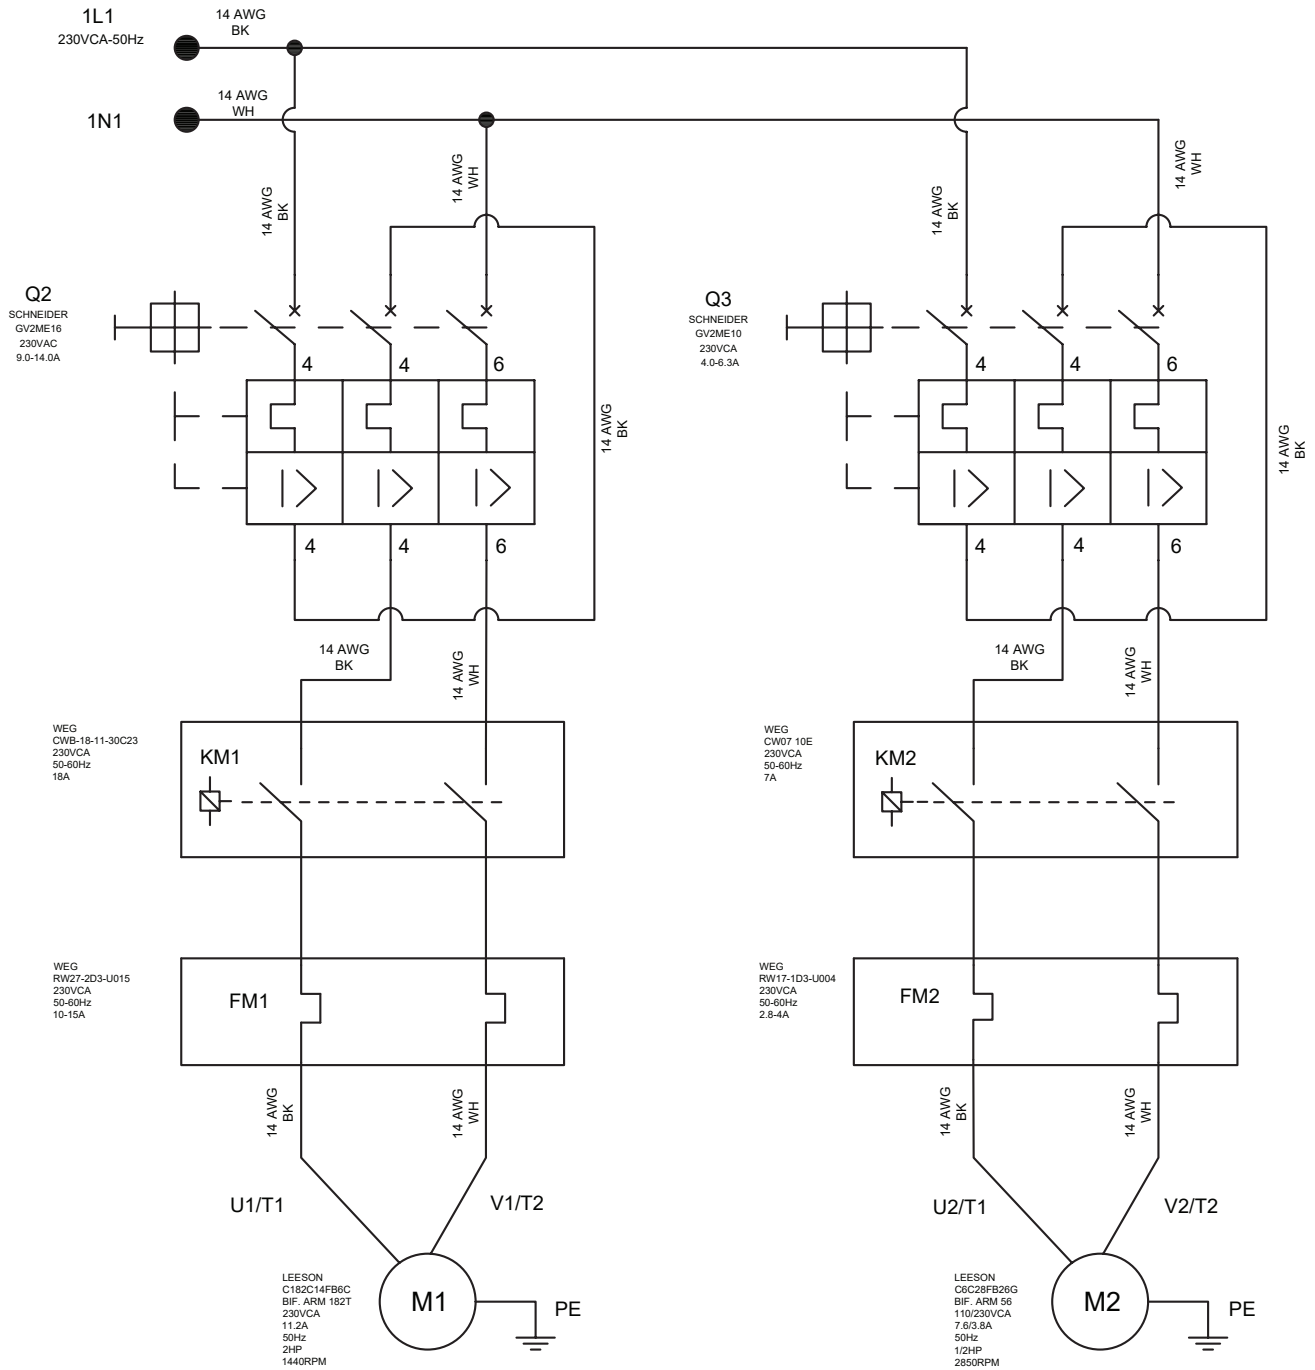 1L1
230VCA-50Hz
14 AWG
BK
1N1
14 AWG
WH
14 AWG
BK
14 AWG
WH
14 AWG
BK
14 AWG
WH
Q2
SCHNEIDER
GV2ME16
230VAC
9.0-14.0A
4
4
6
14 AWG
BK
4
4
6
Q3
SCHNEIDER
GV2ME10
230VCA
4.0-6.3A
4
4
6
14 AWG
BK
4
4
6
14 AWG
BK
14 AWG
WH
14 AWG
BK
14 AWG
WH
WEG
CWB-18-11-30C23
230VCA
50-60Hz
18A
KM1
WEG
CW07 10E
230VCA
50-60Hz
7A
KM2
WEG
RW27-2D3-U015
230VCA
50-60Hz
10-15A
FM1
WEG
RW17-1D3-U004
230VCA
50-60Hz
2.8-4A
FM2
14 AWG
BK
14 AWG
WH
14 AWG
BK
14 AWG
WH
U1/T1
V1/T2
U2/T1
V2/T2
LEESON
C182C14FB6C
BIF. ARM 182T
230VCA
11.2A
50Hz
2HP
1440RPM
M1
PE
LEESON
C6C28FB26G
BIF. ARM 56
110/230VCA
7.6/3.8A
50Hz
1/2HP
2850RPM
M2
PE